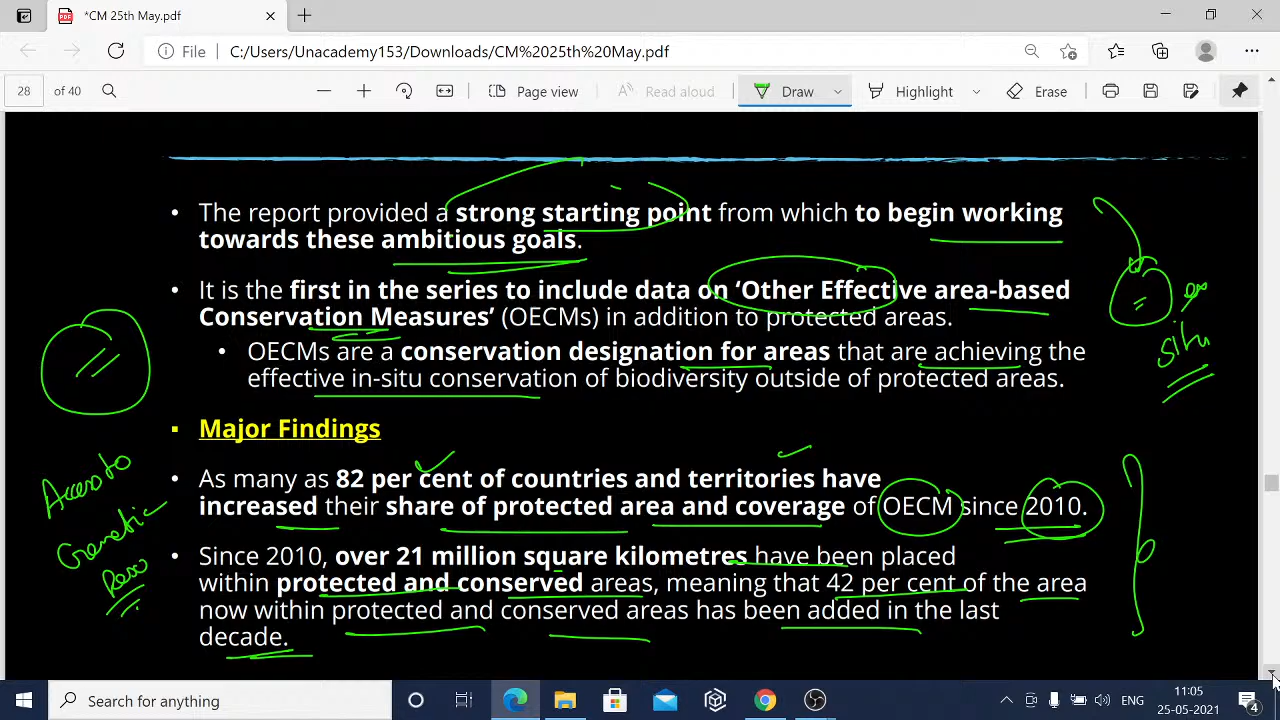 *CM 25th May.pdf
File
C:/Users/Unacademy153/Downloads/CM%2025th%20May.pdf
28 of 40
Page view
Read aloud
Draw
Highlight
Erase
• The report provided a strong starting point from which to begin working
towards these ambitious goals.
• It is the first in the series to include data on ‘Other Effective area-based
Conservation Measures’ (OECMs) in addition to protected areas.
• OECMs are a conservation designation for areas that are achieving the
effective in-situ conservation of biodiversity outside of protected areas.
situ
▪ Major Findings
• As many as 82 per cent of countries and territories have
increased their share of protected area and coverage of OECM since 2010.
• Since 2010, over 21 million square kilometres have been placed
within protected and conserved areas, meaning that 42 per cent of the area
now within protected and conserved areas has been added in the last
decade.
Access to
Genetic
Reso
Search for anything
ENG
11:05
25-05-2021
4